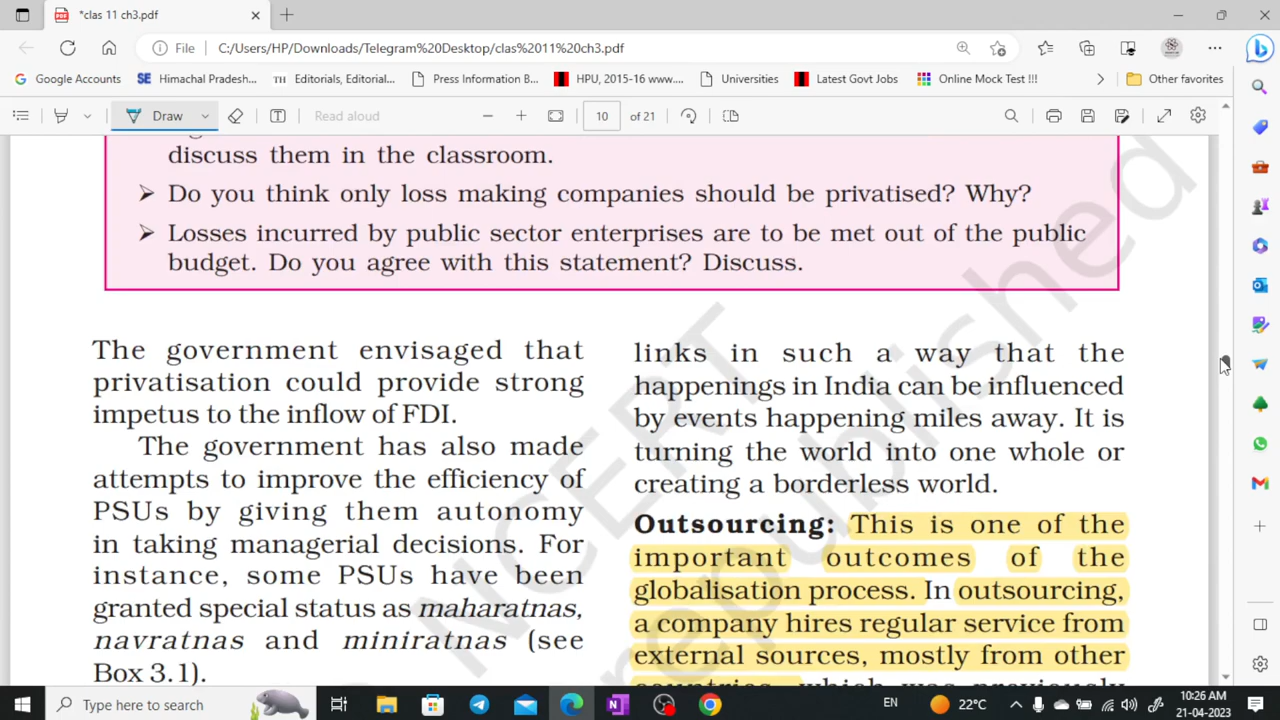 *clas 11 ch3.pdf
File C:/Users/HP/Downloads/Telegram%20Desktop/clas%2011%20ch3.pdf
Google Accounts SE Himachal Pradesh... TH Editorials, Editorial... Press Information B... HPU, 2015-16 www.... Universities Latest Govt Jobs Online Mock Test !!! Other favorites
Draw Read aloud 10 of 21
discuss them in the classroom.
➢ Do you think only loss making companies should be privatised? Why?
➢ Losses incurred by public sector enterprises are to be met out of the public
budget. Do you agree with this statement? Discuss.
The government envisaged that
privatisation could provide strong
impetus to the inflow of FDI.
The government has also made
attempts to improve the efficiency of
PSUs by giving them autonomy
in taking managerial decisions. For
instance, some PSUs have been
granted special status as maharatnas,
navratnas and miniratnas (see
Box 3.1).
links in such a way that the
happenings in India can be influenced
by events happening miles away. It is
turning the world into one whole or
creating a borderless world.
Outsourcing: This is one of the
important outcomes of the
globalisation process. In outsourcing,
a company hires regular service from
external sources, mostly from other
countries, which was previously
NCERT
republished
Type here to search
EN 22°C 10:26 AM
21-04-2023